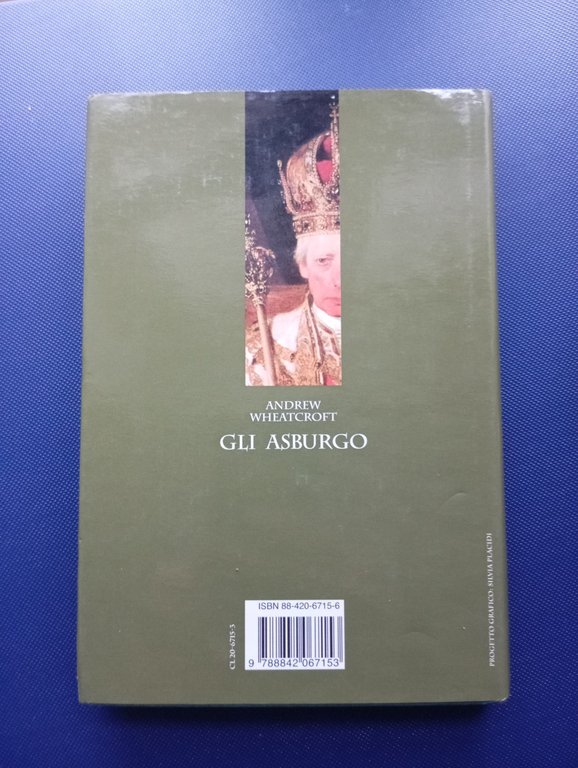 ANDREW
WHEATCROFT
GLI ASBURGO
ISBN 88-420-6715-6
9 788842 067153
CL 20-6715-3
PROGETTO GRAFICO: SILVIA PLACIDI